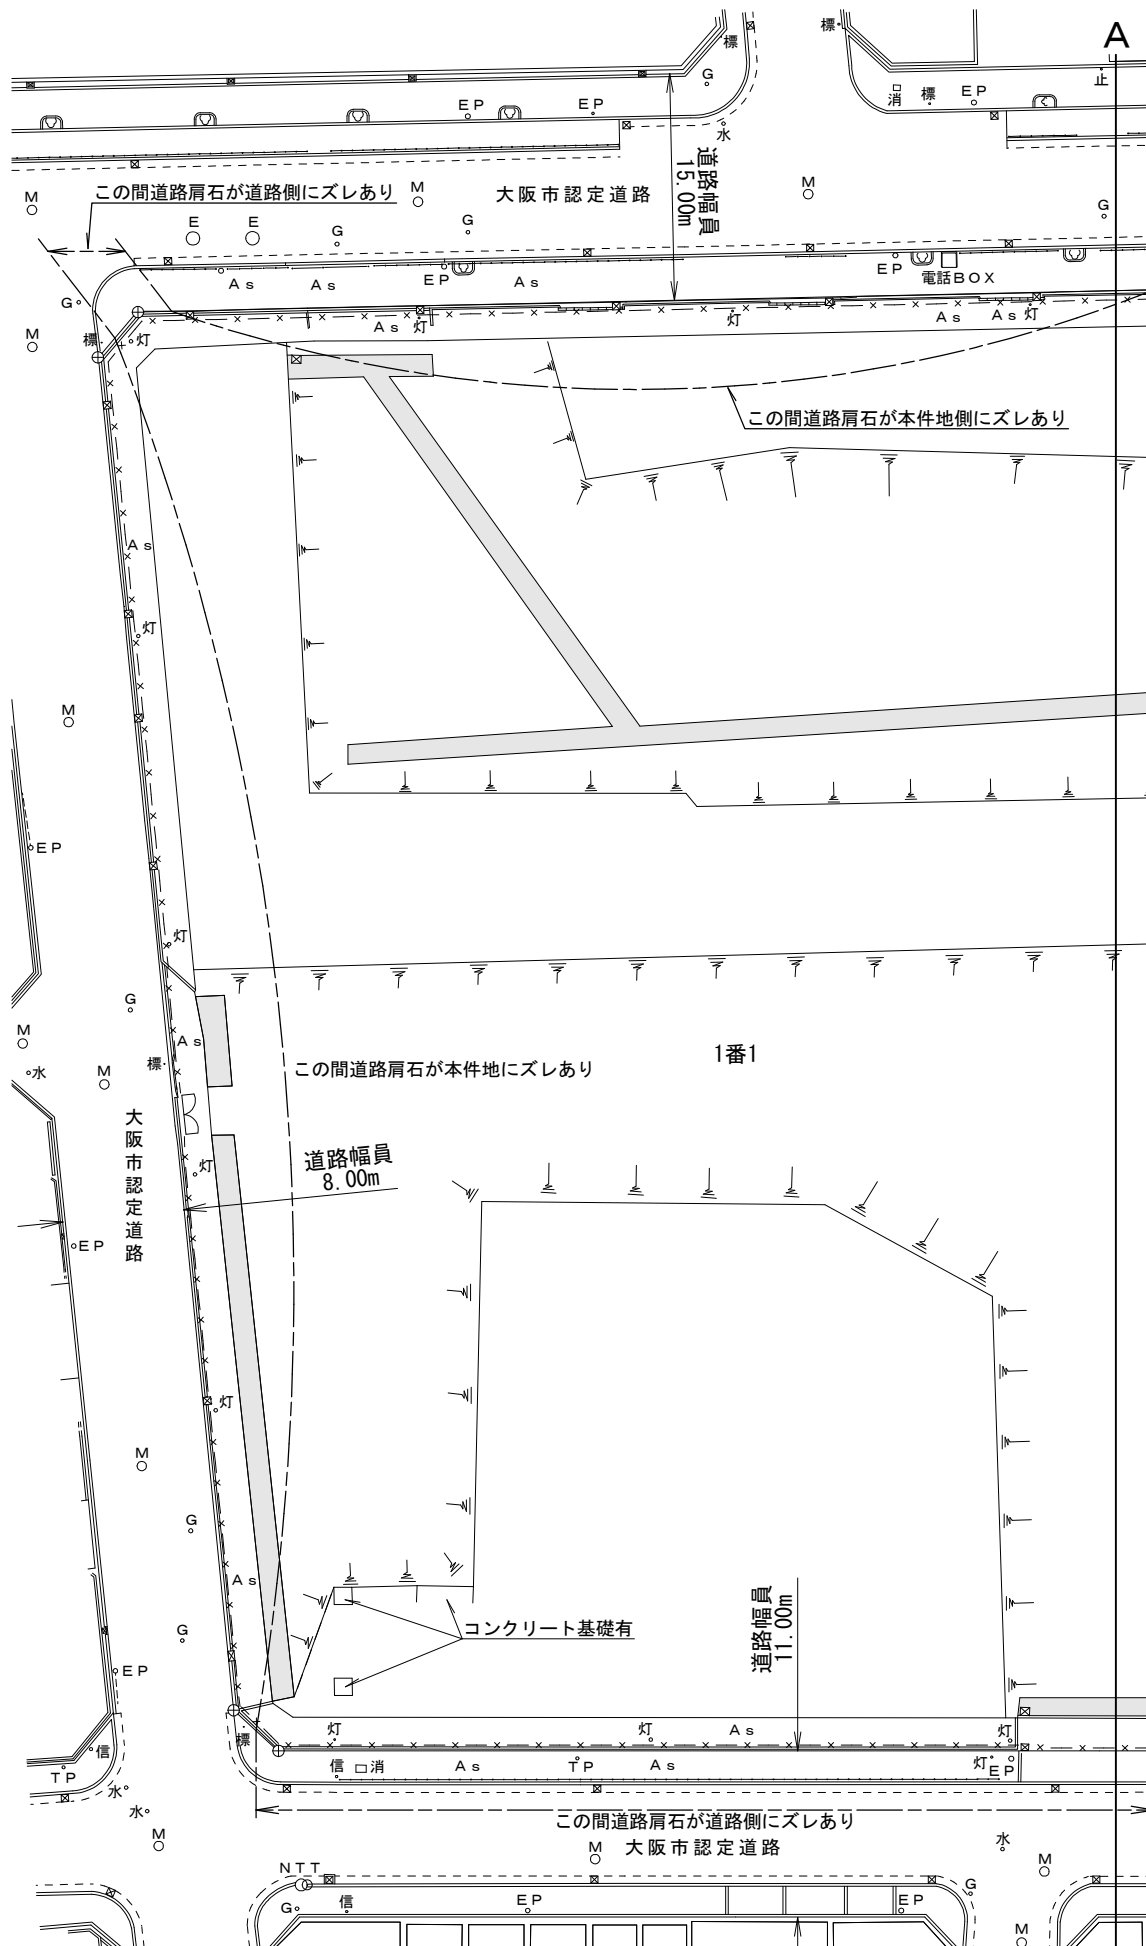 標
標
A
G
止
EP
EP
消
標
EP
水
M
この間道路肩石が道路側にズレあり
M
大阪市認定道路
道路幅員
15.00m
M
E
E
G
G
G
As
As
EP
As
EP
電話BOX
G
標
灯
As
灯
灯
As
As
灯
M
この間道路肩石が本件地側にズレあり
As
灯
M
EP
灯
G
M
標
As
この間道路肩石が本件地にズレあり
1番1
水
M
大阪市認定道路
道路幅員
8.00m
灯
EP
灯
M
G
As
コンクリート基礎有
道路幅員
11.00m
G
EP
標
灯
灯
As
灯
信
TP
信
消
As
TP
As
灯
EP
水
水
この間道路肩石が道路側にズレあり
M
大阪市認定道路
M
水
M
NTT
G
信
EP
EP
G
M